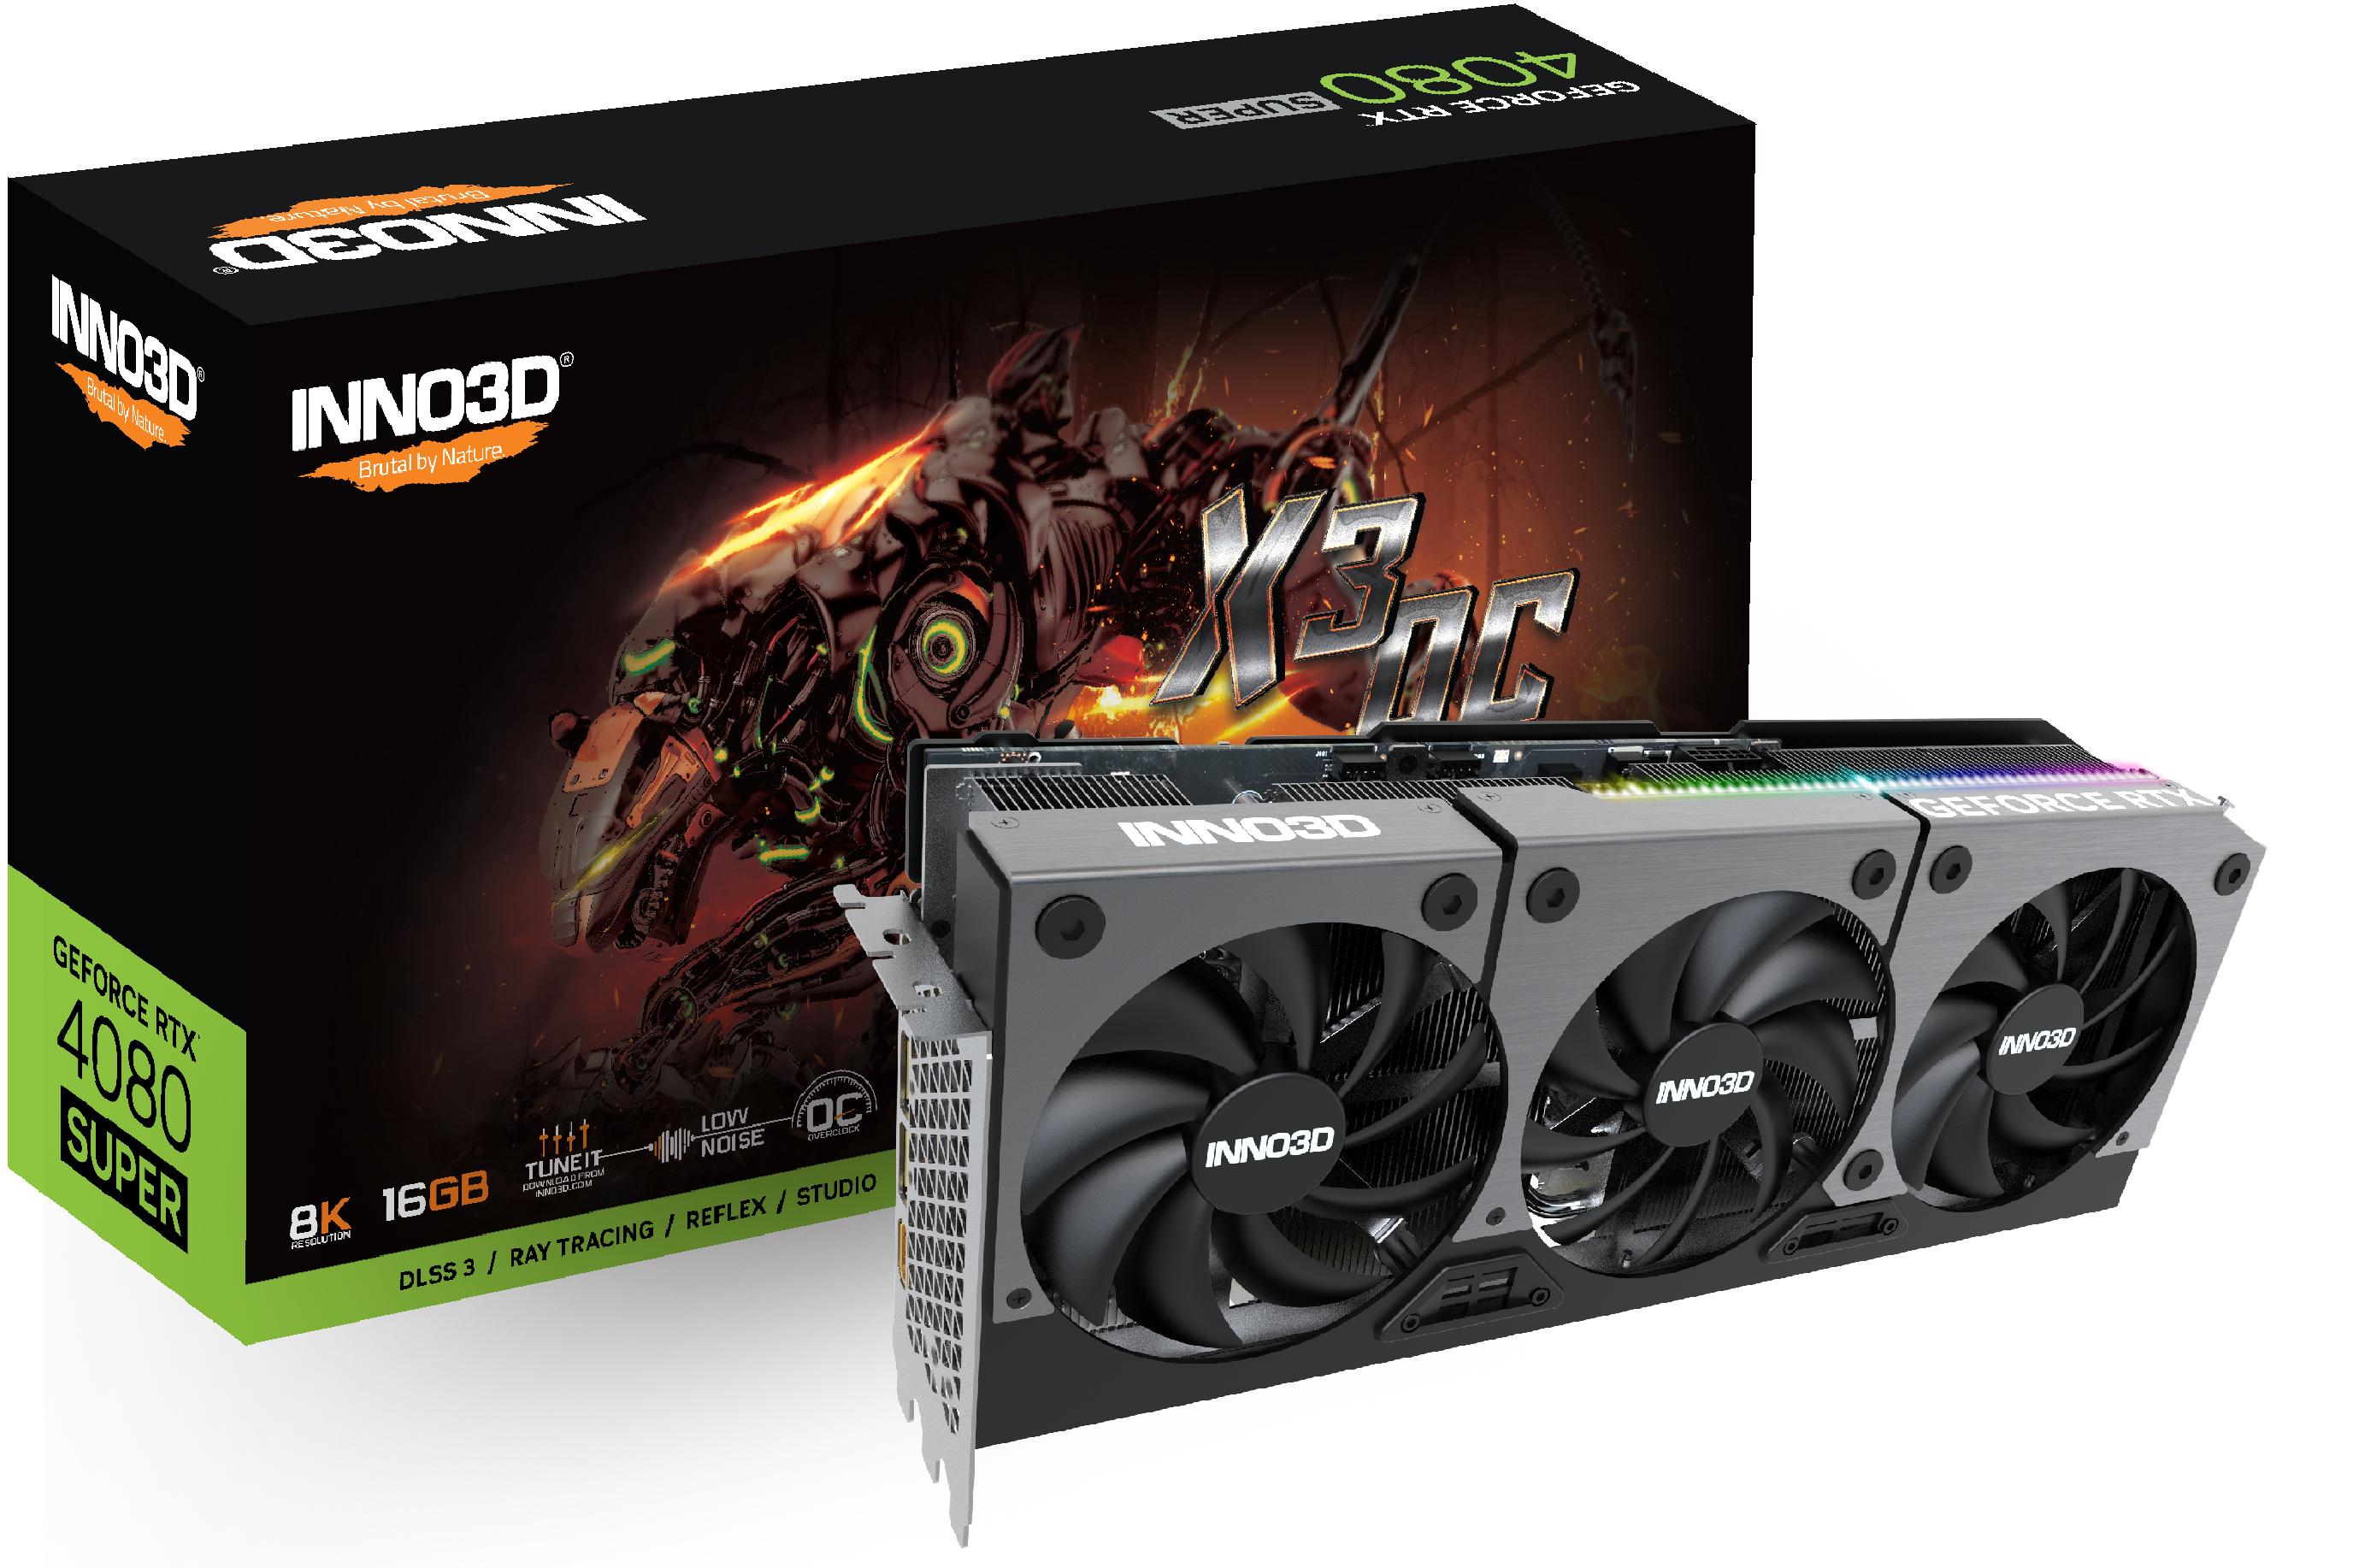 GEFORCE RTX
4080
SUPER
INNO3D®
Brutal by Nature.
INNO3D®
Brutal by Nature.
GEFORCE RTX
4080
SUPER
INNO3D®
Brutal by Nature.
X3
OC
8K
RESOLUTION
16GB
TUNEIT
DOWNLOAD FROM
INNO3D.COM
LOW
NOISE
OC
OVERCLOCK
DLSS 3 / RAY TRACING / REFLEX / STUDIO
INNO3D
GEFORCE RTX
INNO3D
INNO3D
INNO3D